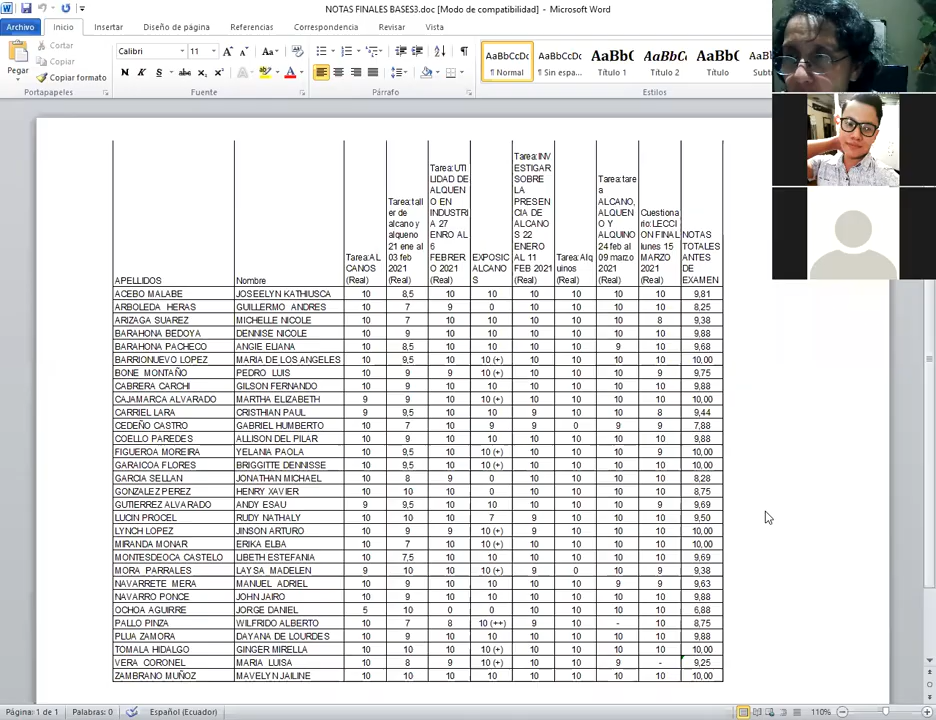 NOTAS FINALES BASES3.doc [Modo de compatibilidad] - Microsoft Word
Archivo Inicio Insertar Diseño de página Referencias Correspondencia Revisar Vista
Pegar Cortar
Copiar
Copiar formato
Calibri 11
Portapapeles Fuente Párrafo Estilos
AaBbCcDc AaBbCcDc AaBbC AaBbCc AaBbC
¶ Normal ¶ Sin espa... Título 1 Título 2 Título
APELLIDOS Nombre Tarea:ALCANOS (Real) Tarea:taller de alcano y alqueno 21 ene al 03 feb 2021 (Real) Tarea:UTILIDAD DE ALQUENO EN INDUSTRIA 27 ENRO AL 6 FEBRERO 2021 (Real) EXPOSIC ALCANOS Tarea:INVESTIGAR SOBRE LA PRESENCIA DE ALCANOS 22 ENERO AL 11 FEB 2021 (Real) Tarea:Alquinos (Real) Tarea:tarea ALCANO, ALQUENO Y ALQUINO 24 feb al 09 marzo 2021 (Real) Cuestionario:LECCION FINAL lunes 15 MARZO 2021 (Real) NOTAS TOTALES ANTES DE EXAMEN
ACEBO MALABE JOSEELYN KATHIUSCA 10 8,5 10 10 10 10 10 10 9,81
ARBOLEDA HERAS GUILLERMO ANDRES 10 7 9 0 10 10 10 10 8,25
ARIZAGA SUAREZ MICHELLE NICOLE 10 7 10 10 10 10 10 8 9,38
BARAHONA BEDOYA DENNISE NICOLE 10 9 10 10 10 10 10 10 9,88
BARAHONA PACHECO ANGIE ELIANA 10 8,5 10 10 10 10 9 10 9,68
BARRIONUEVO LOPEZ MARIA DE LOS ANGELES 10 9,5 10 10 (+) 10 10 10 10 10,00
BONE MONTAÑO PEDRO LUIS 10 9 9 10 (+) 10 10 10 9 9,75
CABRERA CARCHI GILSON FERNANDO 10 9 10 10 10 10 10 10 9,88
CAJAMARCA ALVARADO MARTHA ELIZABETH 9 9 10 10 (+) 10 10 10 10 10,00
CARRIEL LARA CRISTHIAN PAUL 9 9,5 10 10 9 10 10 8 9,44
CEDEÑO CASTRO GABRIEL HUMBERTO 10 7 10 9 9 0 9 9 7,88
COELLO PAREDES ALLISON DEL PILAR 10 9 10 10 10 10 10 10 9,88
FIGUEROA MOREIRA YELANIA PAOLA 10 9,5 10 10 (+) 10 10 10 9 10,00
GARAICOA FLORES BRIGGITTE DENNISSE 10 9,5 10 10 (+) 10 10 10 10 10,00
GARCIA SELLAN JONATHAN MICHAEL 10 8 9 0 10 10 10 10 8,28
GONZALEZ PEREZ HENRY XAVIER 10 10 10 0 10 10 10 10 8,75
GUTIERREZ ALVARADO ANDY ESAU 9 9,5 10 10 10 10 10 9 9,69
LUCIN PROCEL RUDY NATHALY 10 10 10 7 9 10 10 10 9,50
LYNCH LOPEZ JINSON ARTURO 10 9 9 10 (+) 9 10 10 10 10,00
MIRANDA MONAR ERIKA ELBA 10 7 10 10 (+) 10 10 10 10 10,00
MONTESDEOCA CASTELO LIBETH ESTEFANIA 10 7,5 10 10 10 10 10 10 9,69
MORA PARRALES LAYSA MADELEN 9 10 10 10 (+) 9 0 10 10 9,38
NAVARRETE MERA MANUEL ADRIEL 10 9 10 10 10 10 9 9 9,63
NAVARRO PONCE JOHN JAIRO 10 9 10 10 10 10 10 10 9,88
OCHOA AGUIRRE JORGE DANIEL 5 10 0 0 10 10 10 10 6,88
PALLO PINZA WILFRIDO ALBERTO 10 7 8 10 (++) 9 10 - 10 8,75
PLUA ZAMORA DAYANA DE LOURDES 10 9 10 10 10 10 10 10 9,88
TOMALA HIDALGO GINGER MIRELLA 10 10 10 10 (+) 10 10 10 10 10,00
VERA CORONEL MARIA LUISA 10 8 9 10 (+) 10 10 9 - 9,25
ZAMBRANO MUÑOZ MAVELYN JAILINE 10 10 10 10 10 10 10 10 10,00
Página: 1 de 1 Palabras: 0 Español (Ecuador) 110%